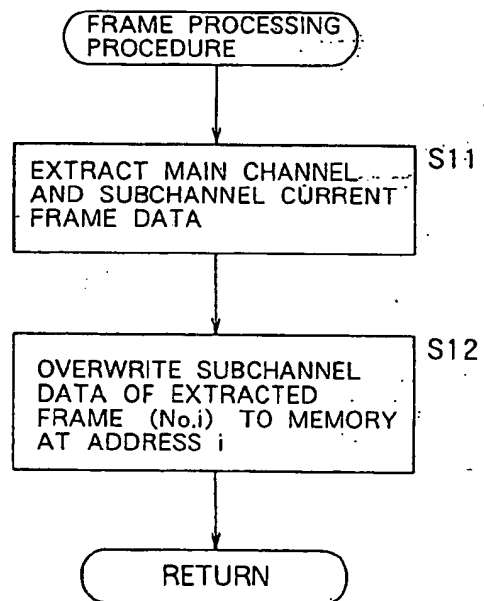 FRAME PROCESSING
PROCEDURE
S11
EXTRACT MAIN CHANNEL
AND SUBCHANNEL CURRENT
FRAME DATA
S12
OVERWRITE SUBCHANNEL
DATA OF EXTRACTED
FRAME (No.i) TO MEMORY
AT ADDRESS i
RETURN